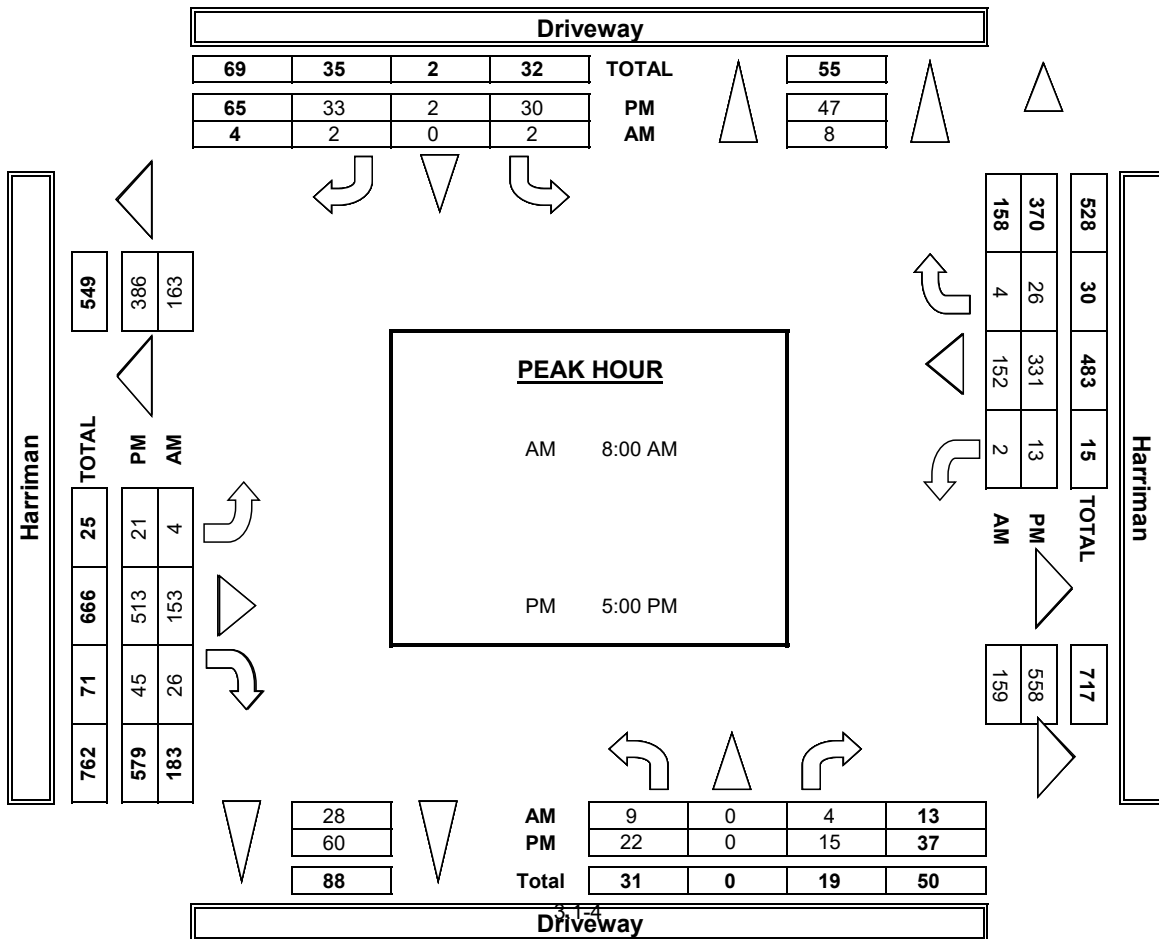 Driveway
69 35 2 32 TOTAL 55
65 33 2 30 PM 47
4 2 0 2 AM 8
Harriman
549
386
163
TOTAL
PM
AM
25 666 71 762
21 513 45 579
4 153 26 183
PEAK HOUR
AM 8:00 AM
PM 5:00 PM
158 4 152 2 AM
370 26 331 13 PM
528 30 483 15 TOTAL
159
558
717
Harriman
28 AM 9 0 4 13
60 PM 22 0 15 37
88 Total 31 0 19 50
3.1-4
Driveway